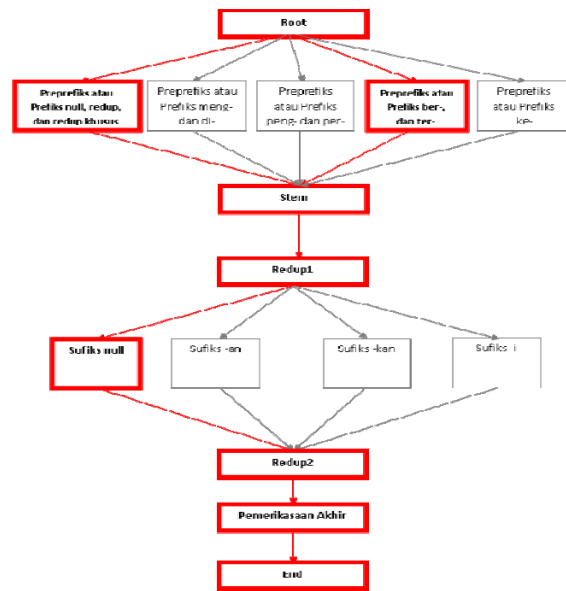 Root
Preprefiks atau
Prefiks null, redup,
dan redup khusus
Preprefiks atau
Prefiks meng-
dan di-
Preprefiks
atau Prefiks
peng- dan per-
Preprefiks atau
Prefiks ber-,
dan ter-
Preprefiks
atau Prefiks
ke-
Stem
Redup1
Sufiks null
Sufiks -an
Sufiks -kan
Sufiks -i
Redup2
Pemerikasaan Akhir
End